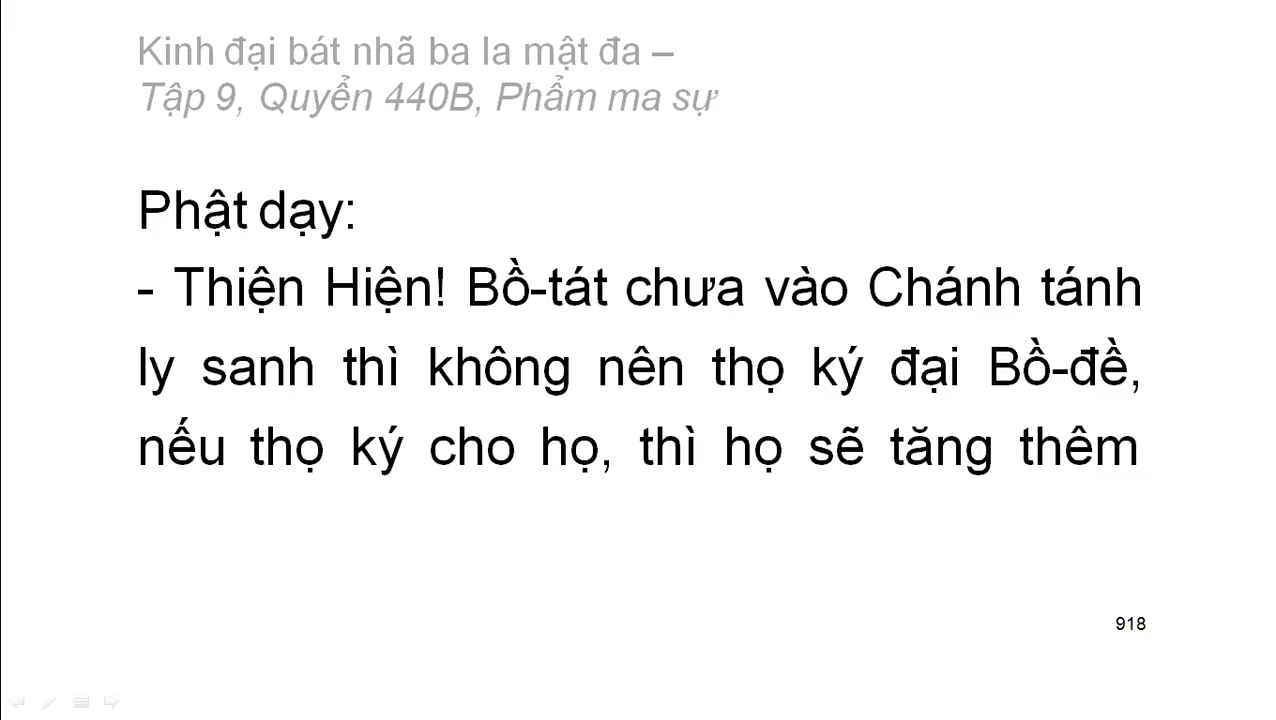 Kinh đại bát nhã ba la mật đa –
Tập 9, Quyển 440B, Phẩm ma sự
Phật dạy:
- Thiện Hiện! Bồ-tát chưa vào Chánh tánh
ly sanh thì không nên thọ ký đại Bồ-đề,
nếu thọ ký cho họ, thì họ sẽ tăng thêm
918